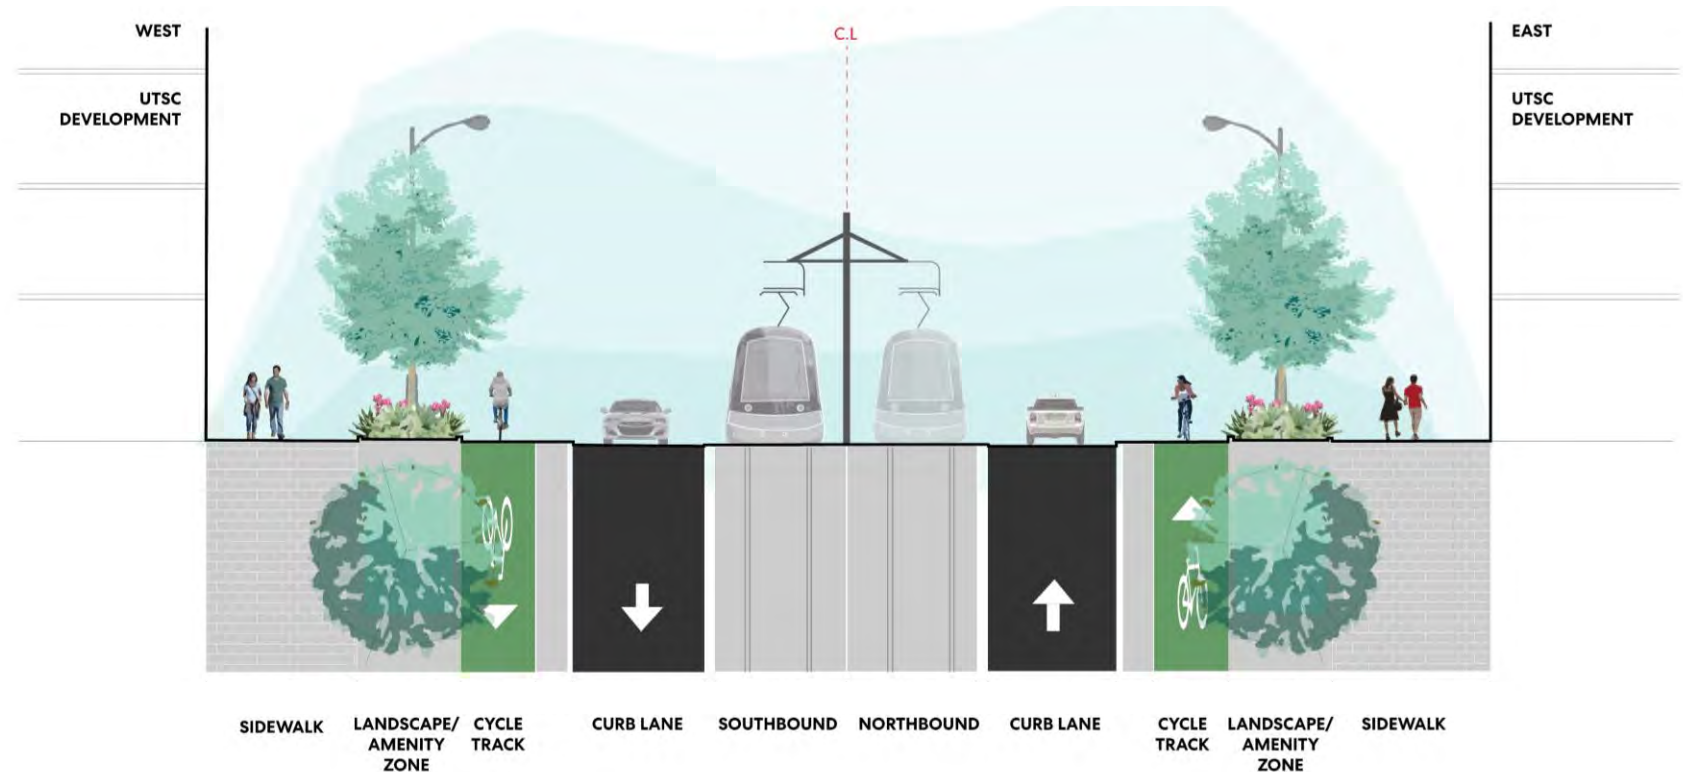 WEST
UTSC
DEVELOPMENT
C.L
EAST
UTSC
DEVELOPMENT
SIDEWALK
LANDSCAPE/
AMENITY
ZONE
CYCLE
TRACK
CURB LANE
SOUTHBOUND
NORTHBOUND
CURB LANE
CYCLE
TRACK
LANDSCAPE/
AMENITY
ZONE
SIDEWALK